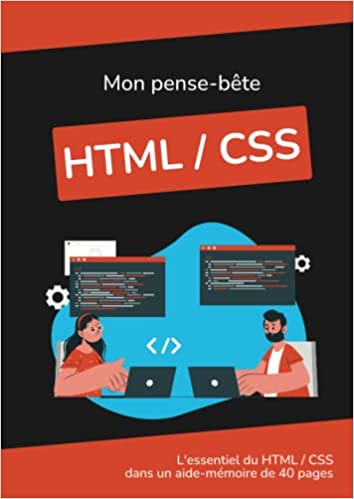 Mon pense-bête
HTML / CSS
</>
L'essentiel du HTML / CSS
dans un aide-mémoire de 40 pages